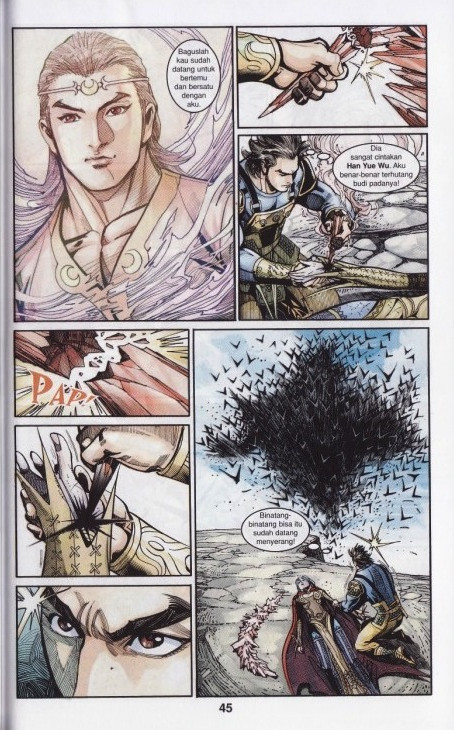 Baguslah
kau sudah
datang untuk
bertemu
dan bersatu
dengan
aku.
Dia
sangat cintakan
Han Yue Wu. Aku
benar-benar terhutang
budi padanya!
PAP!
Binatang-
binatang bisa itu
sudah datang
menyerang!
45